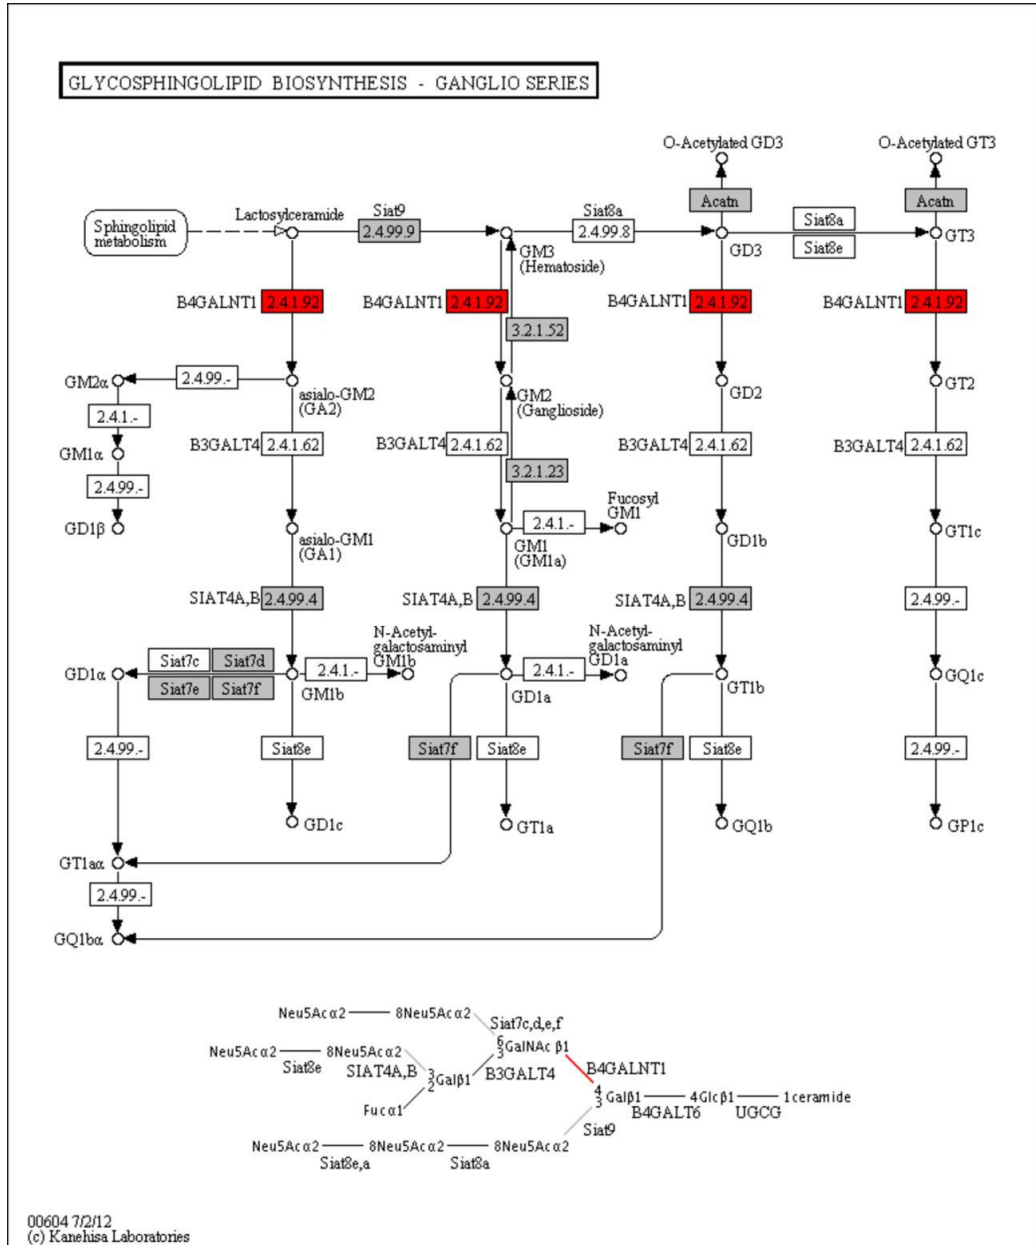 GLYCOSPHINGOLIPID BIOSYNTHESIS - GANGLIO SERIES
O-Acetylated GD3
O-Acetylated GT3
Acatn
Acatn
Sphingolipid
metabolism
Lactosylceramide
Siat9
2.4.99.9
GM3
(Hematoside)
Siat8a
2.4.99.8
GD3
Siat8a
Siat8e
GT3
B4GALNT1 2.4.1.92
B4GALNT1 2.4.1.92
B4GALNT1 2.4.1.92
B4GALNT1 2.4.1.92
3.2.1.52
GM2α
2.4.99.-
asialo-GM2
(GA2)
GM2
(Ganglioside)
GD2
GT2
2.4.1.-
B3GALT4 2.4.1.62
B3GALT4 2.4.1.62
B3GALT4 2.4.1.62
B3GALT4 2.4.1.62
GM1α
3.2.1.23
2.4.99.-
GD1β
asialo-GM1
(GA1)
GM1
(GM1a)
2.4.1.-
Fucosyl
GM1
GD1b
GT1c
SIAT4A,B 2.4.99.4
SIAT4A,B 2.4.99.4
SIAT4A,B 2.4.99.4
2.4.99.-
GD1α
Siat7c
Siat7d
Siat7e
Siat7f
GM1b
2.4.1.-
N-Acetyl-
galactosaminyl
GM1b
GD1a
2.4.1.-
N-Acetyl-
galactosaminyl
GD1a
GT1b
GQ1c
2.4.99.-
Siat8e
Siat7f
Siat8e
Siat7f
Siat8e
2.4.99.-
GD1c
GT1a
GQ1b
GP1c
GT1aα
2.4.99.-
GQ1bα
Neu5Acα2 8Neu5Acα2
Siat7c,d,e,f
6
3 GalNAc β1
Neu5Acα2 8Neu5Acα2
Siat8e
SIAT4A,B
3
2 Galβ1
B3GALT4
B4GALNT1
Fucα1
4
3 Galβ1 4Glcβ1 1ceramide
B4GALT6 UGCG
Siat9
Neu5Acα2 8Neu5Acα2 8Neu5Acα2
Siat8e,a Siat8a
00604 7/2/12
(c) Kanehisa Laboratories